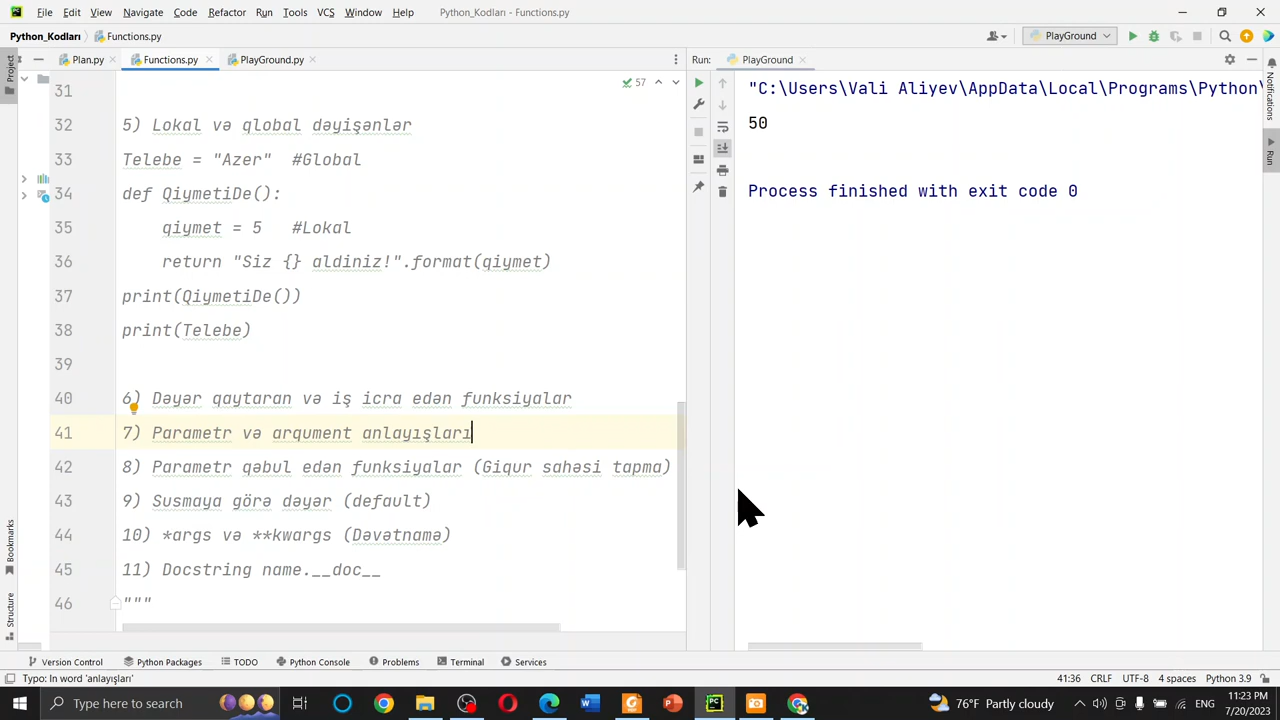 File Edit View Navigate Code Refactor Run Tools VCS Window Help Python_Kodları - Functions.py
Python_Kodları Functions.py PlayGround
Project
Plan.py Functions.py PlayGround.py
Run: PlayGround
Notifications
Run
57
31
32 5) Lokal və qlobal dəyişənlər
33 Telebe = "Azer" #Global
34 def QiymetiDe():
35 qiymet = 5 #Lokal
36 return "Siz {} aldiniz!".format(qiymet)
37 print(QiymetiDe())
38 print(Telebe)
39
40 6) Dəyər qaytaran və iş icra edən funksiyalar
41 7) Parametr və arqument anlayışları
42 8) Parametr qəbul edən funksiyalar (Giqur sahəsi tapma)
43 9) Susmaya görə dəyər (default)
44 10) *args və **kwargs (Dəvətnamə)
45 11) Docstring name.__doc__
46 """
"C:\Users\Vali Aliyev\AppData\Local\Programs\Python\
50
Process finished with exit code 0
Bookmarks
Structure
Version Control Python Packages TODO Python Console Problems Terminal Services
Typo: In word 'anlayışları' 41:36 CRLF UTF-8 4 spaces Python 3.9
Type here to search 76°F Partly cloudy 11:23 PM
7/20/2023